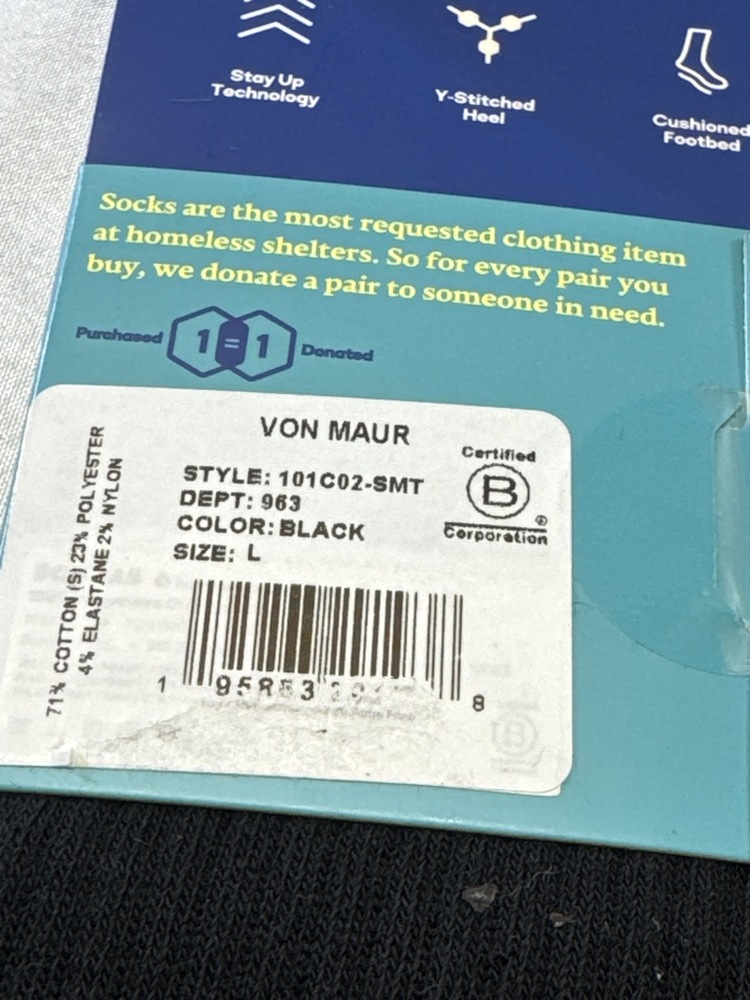 Stay Up
Technology
Y-Stitched
Heel
Cushioned
Footbed
Socks are the most requested clothing item
at homeless shelters. So for every pair you
buy, we donate a pair to someone in need.
Purchased 1=1 Donated
VON MAUR
Certified
B
®
Corporation
STYLE: 101C02-SMT
DEPT: 963
COLOR: BLACK
SIZE: L
71% COTTON (S) 23% POLYESTER
4% ELASTANE 2% NYLON
1
8